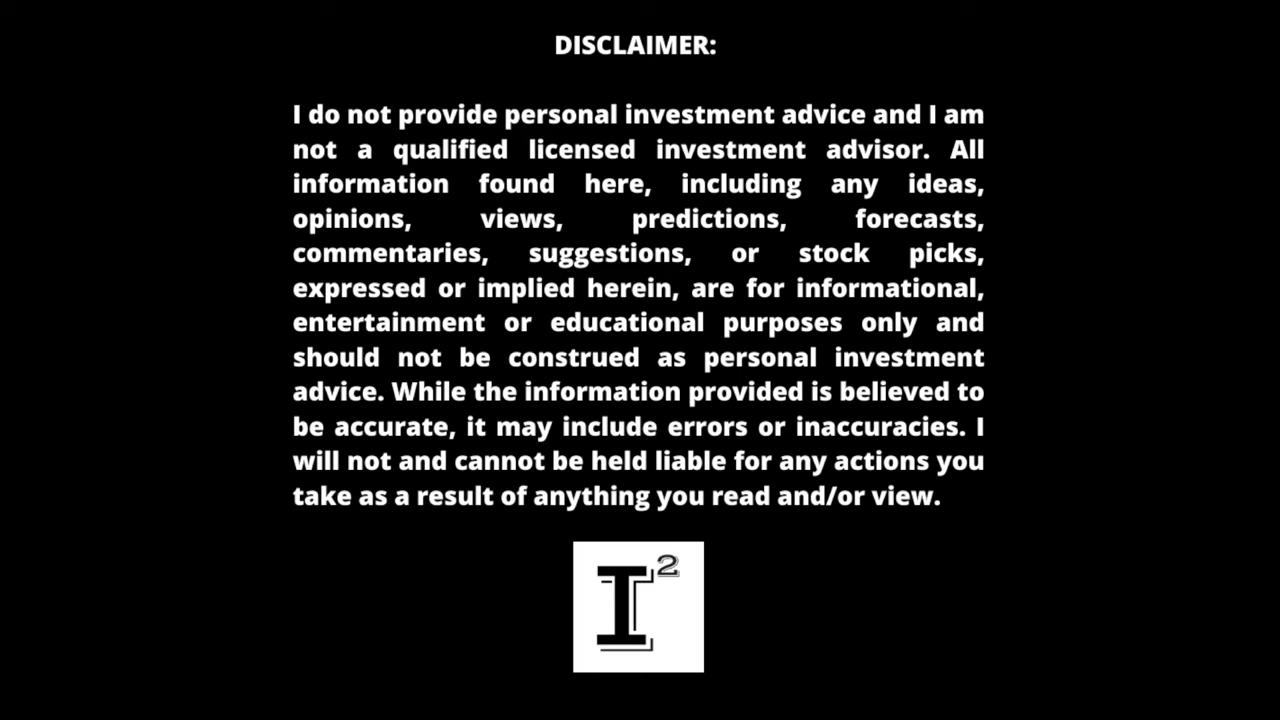 DISCLAIMER:
I do not provide personal investment advice and I am
not a qualified licensed investment advisor. All
information found here, including any ideas,
opinions, views, predictions, forecasts,
commentaries, suggestions, or stock picks,
expressed or implied herein, are for informational,
entertainment or educational purposes only and
should not be construed as personal investment
advice. While the information provided is believed to
be accurate, it may include errors or inaccuracies. I
will not and cannot be held liable for any actions you
take as a result of anything you read and/or view.
I²